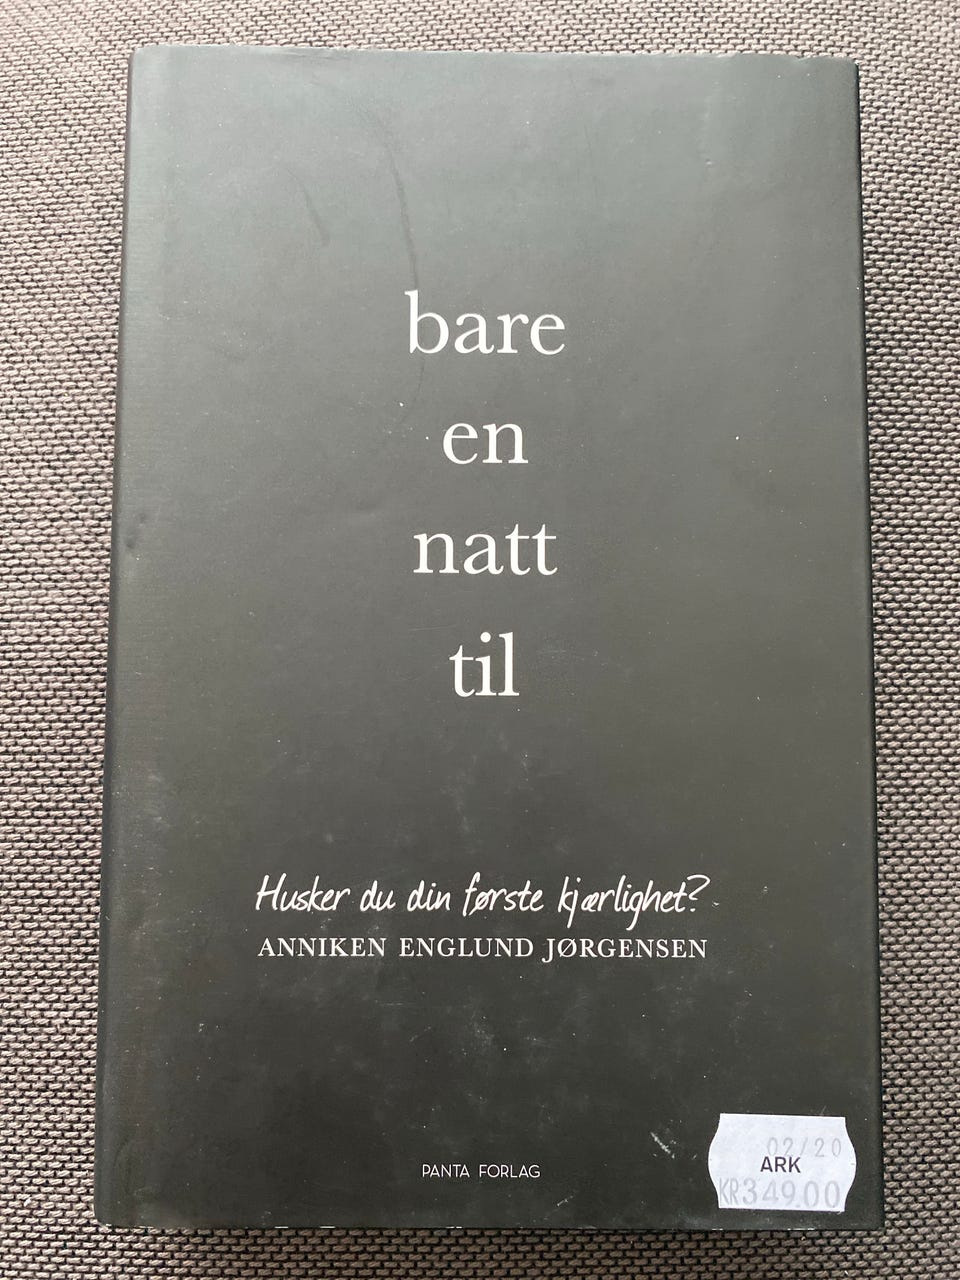 bare
en
natt
til
Husker du din første kjærlighet?
ANNIKEN ENGLUND JØRGENSEN
PANTA FORLAG
02/20
ARK
KR349.00